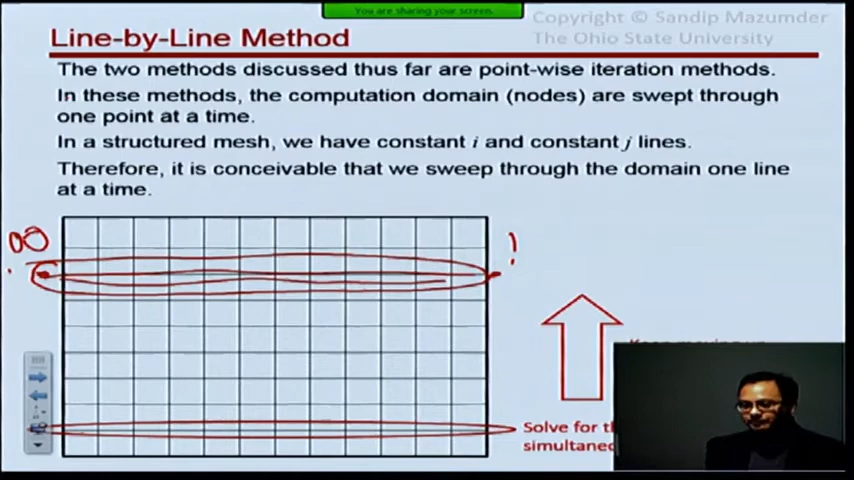 You are sharing your screen.
Copyright © Sandip Mazumder
The Ohio State University
Line-by-Line Method
The two methods discussed thus far are point-wise iteration methods.
In these methods, the computation domain (nodes) are swept through
one point at a time.
In a structured mesh, we have constant i and constant j lines.
Therefore, it is conceivable that we sweep through the domain one line
at a time.
Solve for